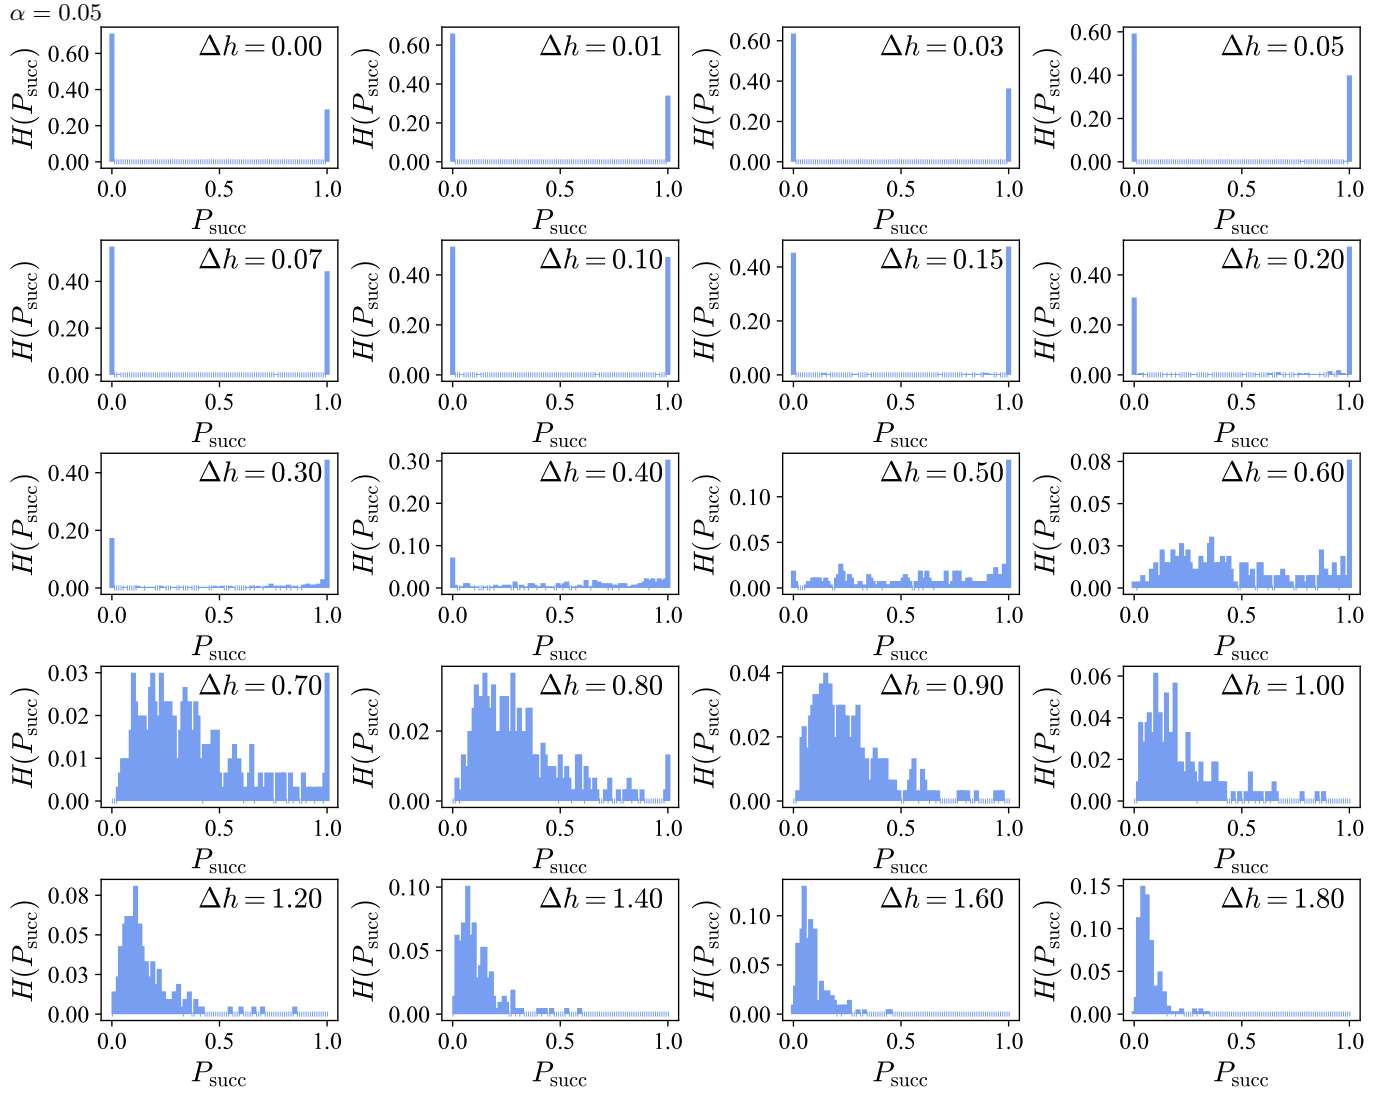 α = 0.05
Δh = 0.00 Δh = 0.01 Δh = 0.03 Δh = 0.05
H(P_succ) H(P_succ) H(P_succ) H(P_succ)
0.60 0.60 0.60 0.60
0.40 0.40 0.40 0.40
0.20 0.20 0.20 0.20
0.00 0.00 0.00 0.00
0.0 0.5 1.0 0.0 0.5 1.0 0.0 0.5 1.0 0.0 0.5 1.0
P_succ P_succ P_succ P_succ
Δh = 0.07 Δh = 0.10 Δh = 0.15 Δh = 0.20
H(P_succ) H(P_succ) H(P_succ) H(P_succ)
0.40 0.40 0.40 0.40
0.20 0.20 0.20 0.20
0.00 0.00 0.00 0.00
0.0 0.5 1.0 0.0 0.5 1.0 0.0 0.5 1.0 0.0 0.5 1.0
P_succ P_succ P_succ P_succ
Δh = 0.30 Δh = 0.40 Δh = 0.50 Δh = 0.60
H(P_succ) H(P_succ) H(P_succ) H(P_succ)
0.40 0.30 0.10 0.08
0.20 0.20 0.05 0.05
0.00 0.10 0.00 0.03
0.00 0.00
0.0 0.5 1.0 0.0 0.5 1.0 0.0 0.5 1.0 0.0 0.5 1.0
P_succ P_succ P_succ P_succ
Δh = 0.70 Δh = 0.80 Δh = 0.90 Δh = 1.00
H(P_succ) H(P_succ) H(P_succ) H(P_succ)
0.03 0.02 0.04 0.06
0.03 0.00 0.02 0.04
0.01 0.00 0.02
0.00 0.00
0.0 0.5 1.0 0.0 0.5 1.0 0.0 0.5 1.0 0.0 0.5 1.0
P_succ P_succ P_succ P_succ
Δh = 1.20 Δh = 1.40 Δh = 1.60 Δh = 1.80
H(P_succ) H(P_succ) H(P_succ) H(P_succ)
0.08 0.10 0.10 0.15
0.05 0.05 0.05 0.10
0.03 0.00 0.00 0.05
0.00 0.00
0.0 0.5 1.0 0.0 0.5 1.0 0.0 0.5 1.0 0.0 0.5 1.0
P_succ P_succ P_succ P_succ